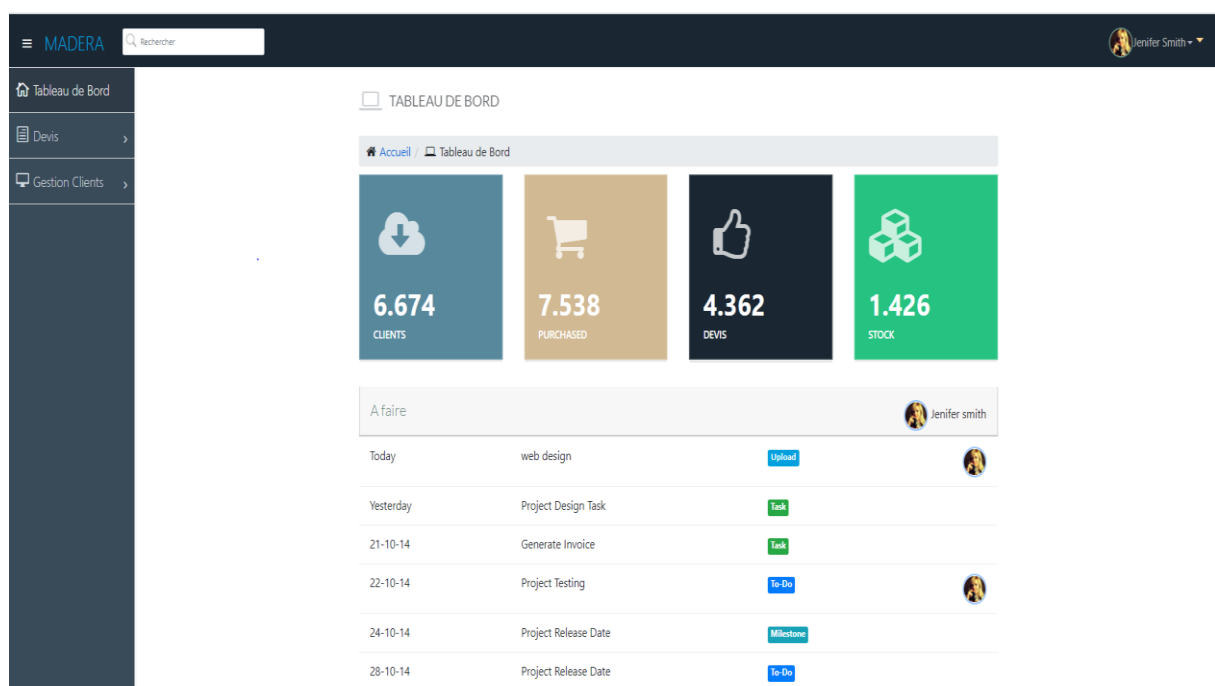 ≡ MADERA Rechercher Jenifer Smith
Tableau de Bord
Devis ›
Gestion Clients ›
TABLEAU DE BORD
Accueil / Tableau de Bord
6.674
CLIENTS
7.538
PURCHASED
4.362
DEVIS
1.426
STOCK
A faire Jenifer smith
Today web design Upload
Yesterday Project Design Task Task
21-10-14 Generate Invoice Task
22-10-14 Project Testing To-Do
24-10-14 Project Release Date Milestone
28-10-14 Project Release Date To-Do